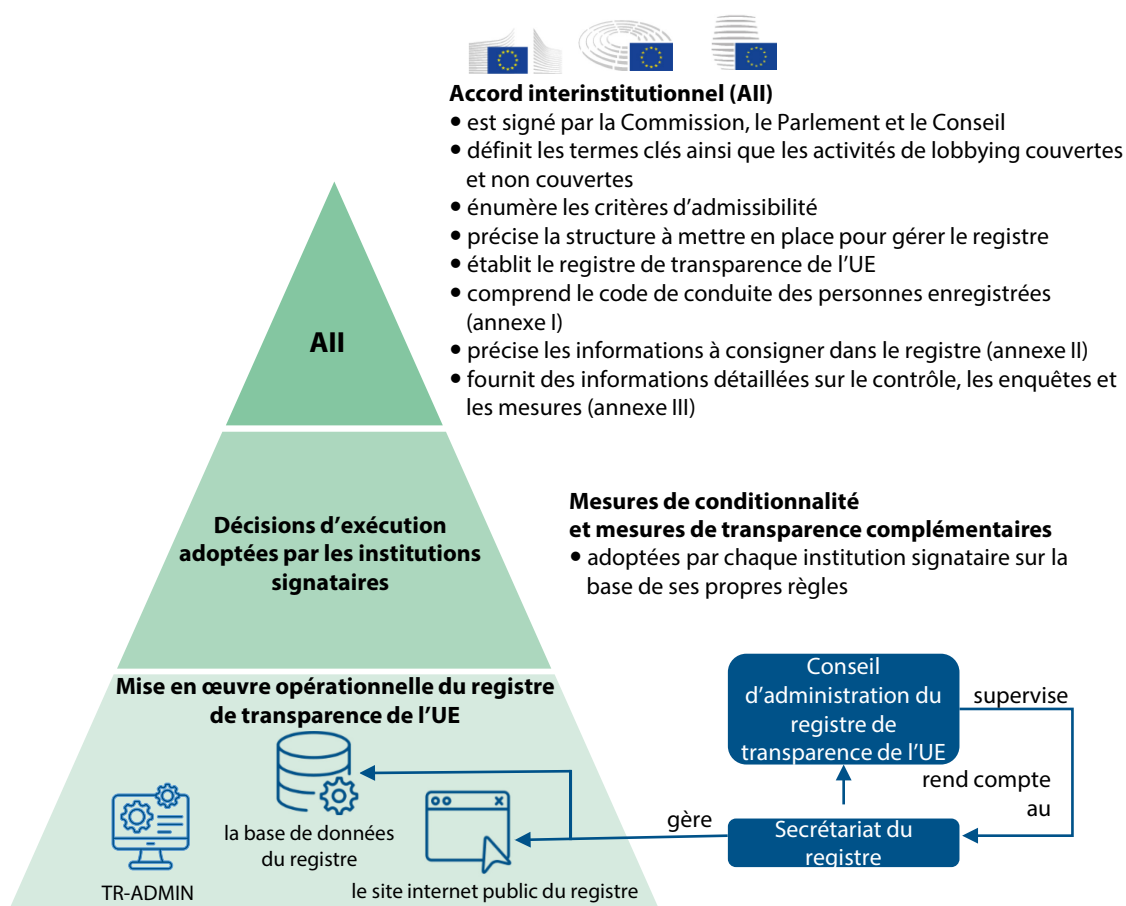 Accord interinstitutionnel (AII)
• est signé par la Commission, le Parlement et le Conseil
• définit les termes clés ainsi que les activités de lobbying couvertes
et non couvertes
• énumère les critères d’admissibilité
• précise la structure à mettre en place pour gérer le registre
• établit le registre de transparence de l’UE
• comprend le code de conduite des personnes enregistrées
(annexe I)
• précise les informations à consigner dans le registre (annexe II)
• fournit des informations détaillées sur le contrôle, les enquêtes et
les mesures (annexe III)
AII
Décisions d’exécution
adoptées par les institutions
signataires
Mesures de conditionnalité
et mesures de transparence complémentaires
• adoptées par chaque institution signataire sur la
base de ses propres règles
Mise en œuvre opérationnelle du registre
de transparence de l’UE
la base de données
du registre
TR-ADMIN
le site internet public du registre
Conseil
d’administration du
registre de
transparence de l’UE
supervise
rend compte
au
gère
Secrétariat du
registre